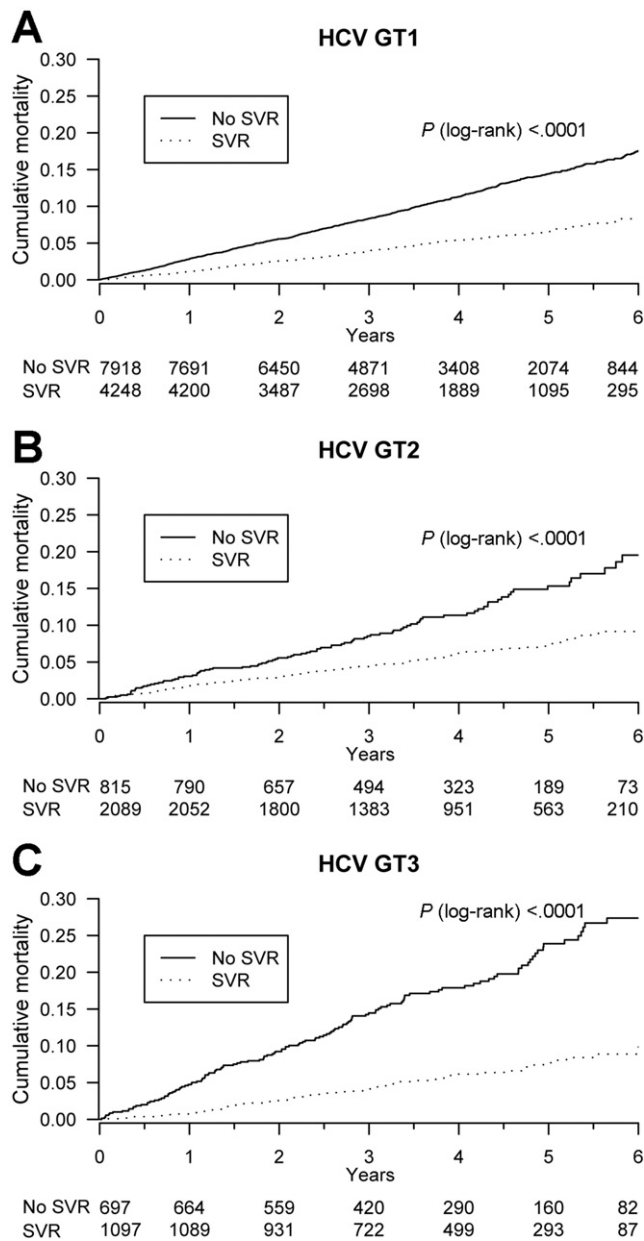 A
HCV GT1
Cumulative mortality
0.30
0.25
0.20
0.15
0.10
0.05
0.00
No SVR
SVR
P (log-rank) <.0001
0 1 2 3 4 5 6
Years
No SVR 7918 7691 6450 4871 3408 2074 844
SVR 4248 4200 3487 2698 1889 1095 295
B
HCV GT2
Cumulative mortality
0.30
0.25
0.20
0.15
0.10
0.05
0.00
No SVR
SVR
P (log-rank) <.0001
0 1 2 3 4 5 6
Years
No SVR 815 790 657 494 323 189 73
SVR 2089 2052 1800 1383 951 563 210
C
HCV GT3
Cumulative mortality
0.30
0.25
0.20
0.15
0.10
0.05
0.00
No SVR
SVR
P (log-rank) <.0001
0 1 2 3 4 5 6
Years
No SVR 697 664 559 420 290 160 82
SVR 1097 1089 931 722 499 293 87